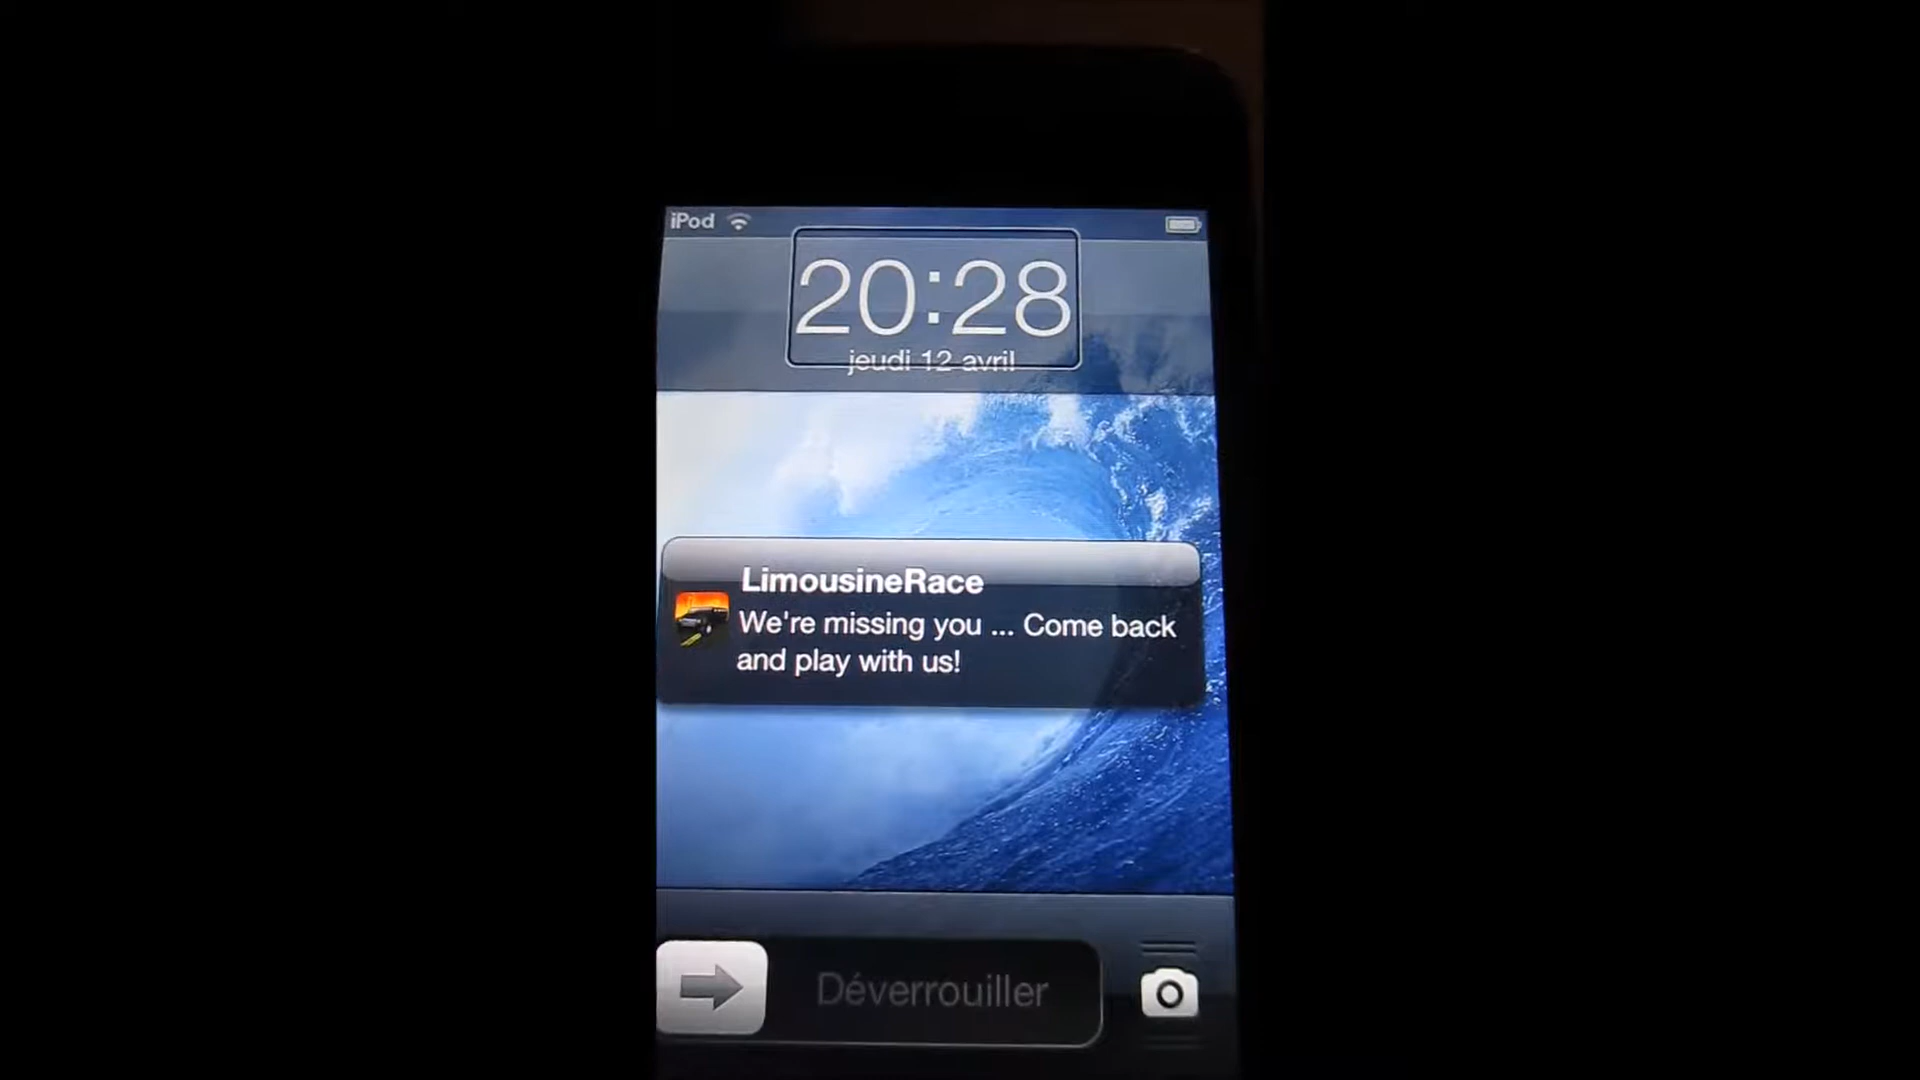 iPod
20:28
jeudi 12 avril
LimousineRace
We're missing you ... Come back
and play with us!
Déverrouiller